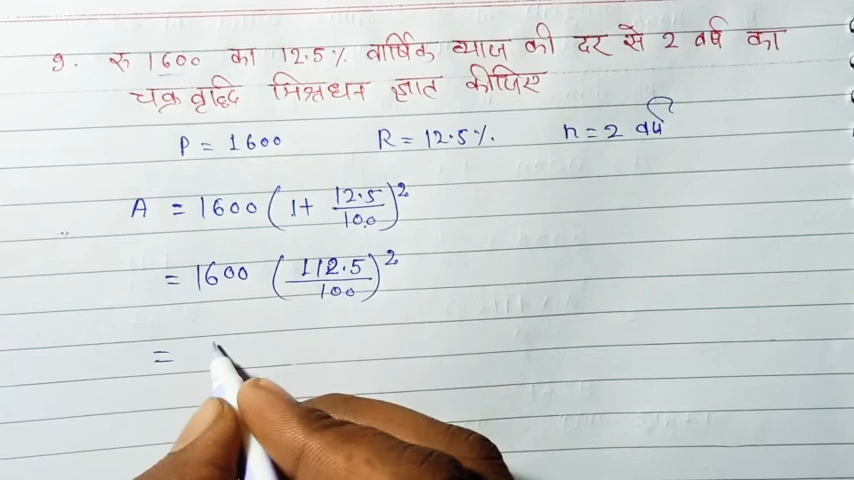 9. रु 1600 का 12.5% वार्षिक ब्याज की दर से 2 वर्ष का
चक्रवृद्धि मिश्रधन ज्ञात कीजिए
P = 1600 R = 12.5% n = 2 वर्ष
A = 1600 (1 + 12.5/100)²
= 1600 (112.5/100)²
=